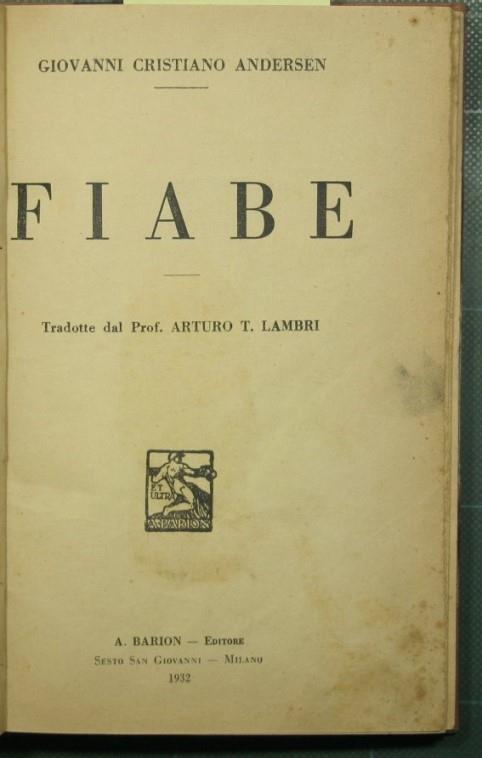 GIOVANNI CRISTIANO ANDERSEN
FIABE
Tradotte dal Prof. ARTURO T. LAMBRI
ET
ULTRA
A·BARION
A. BARION — EDITORE
SESTO SAN GIOVANNI — MILANO
1932